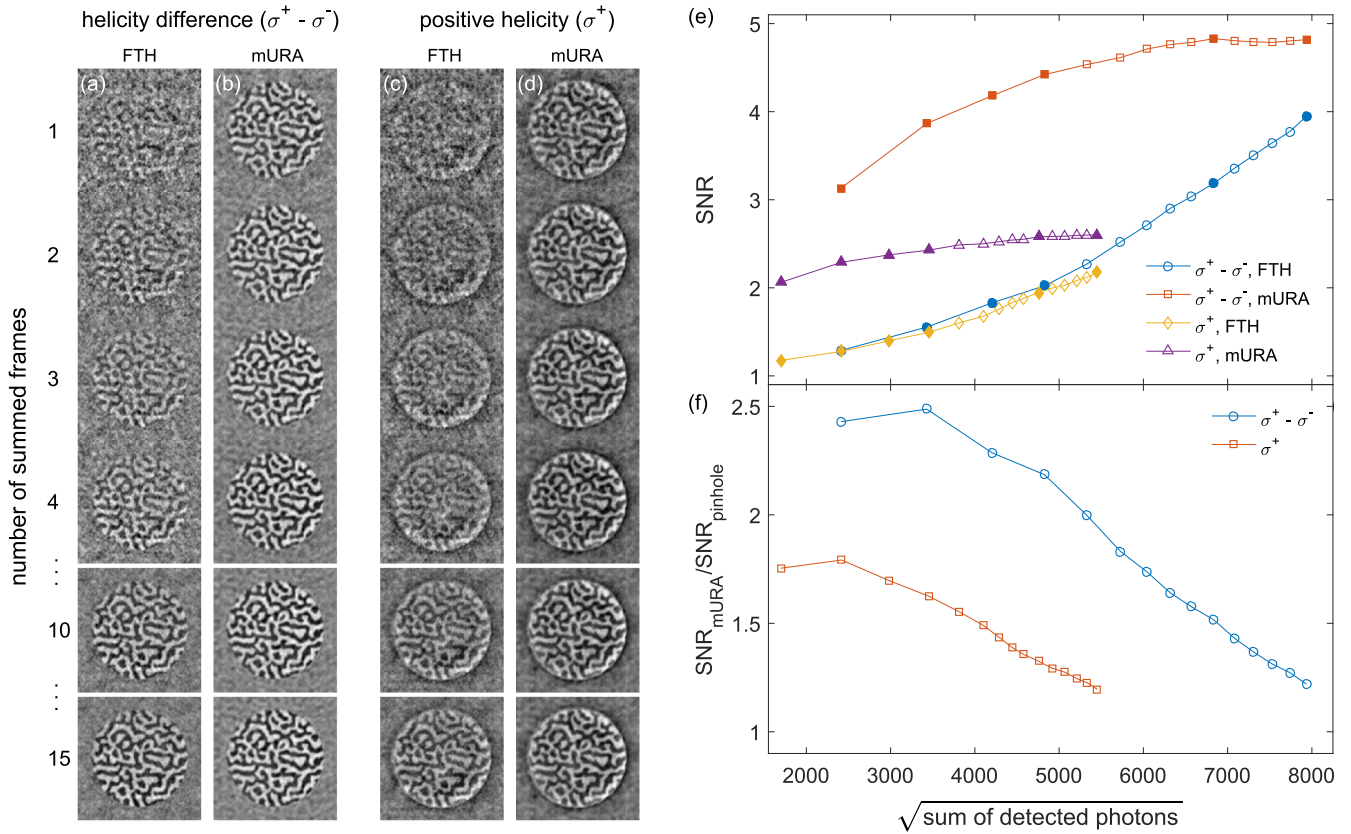 helicity difference (σ⁺ - σ⁻)
positive helicity (σ⁺)
FTH
mURA
FTH
mURA
(a)
(b)
(c)
(d)
number of summed frames
1
2
3
4
:
10
:
15
(e)
SNR
5
4
3
2
1
σ⁺ - σ⁻, FTH
σ⁺ - σ⁻, mURA
σ⁺, FTH
σ⁺, mURA
(f)
SNR_mURA/SNR_pinhole
2.5
2
1.5
1
σ⁺ - σ⁻
σ⁺
2000 3000 4000 5000 6000 7000 8000
√sum of detected photons